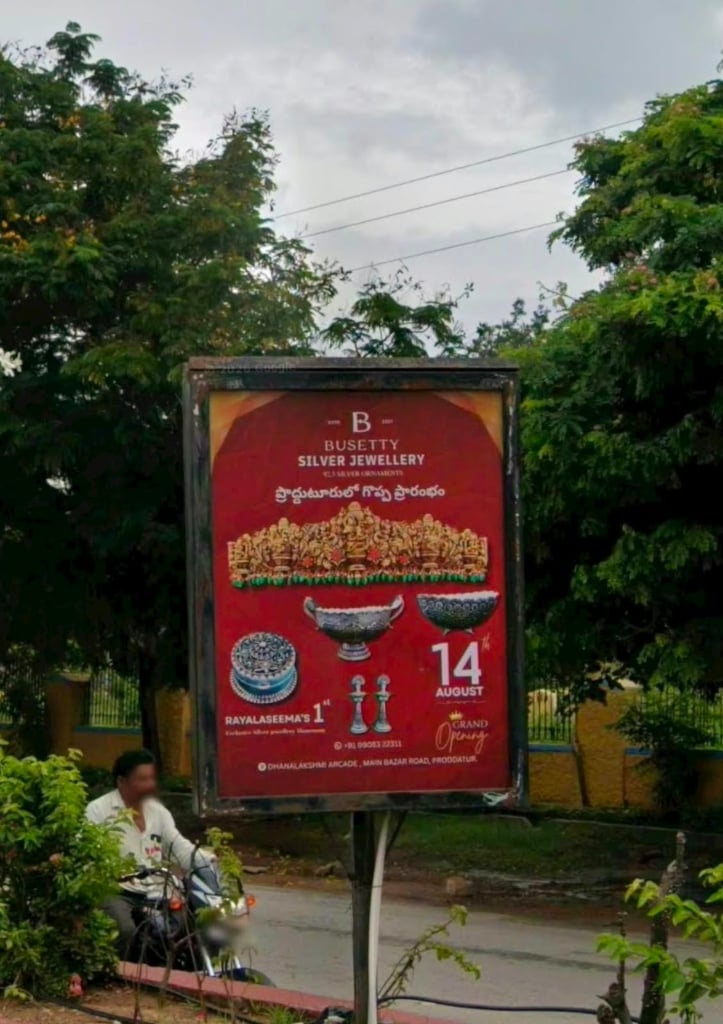 B
BUSETTY
SILVER JEWELLERY
92.5 SILVER ORNAMENTS
ప్రొద్దుటూరులో గొప్ప ప్రారంభం
14th
AUGUST
RAYALASEEMA'S 1st
Exclusive Silver jewellery Showroom
GRAND
Opening
+91 99083 22311
DHANALAKSHMI ARCADE, MAIN BAZAR ROAD, PRODDATUR.